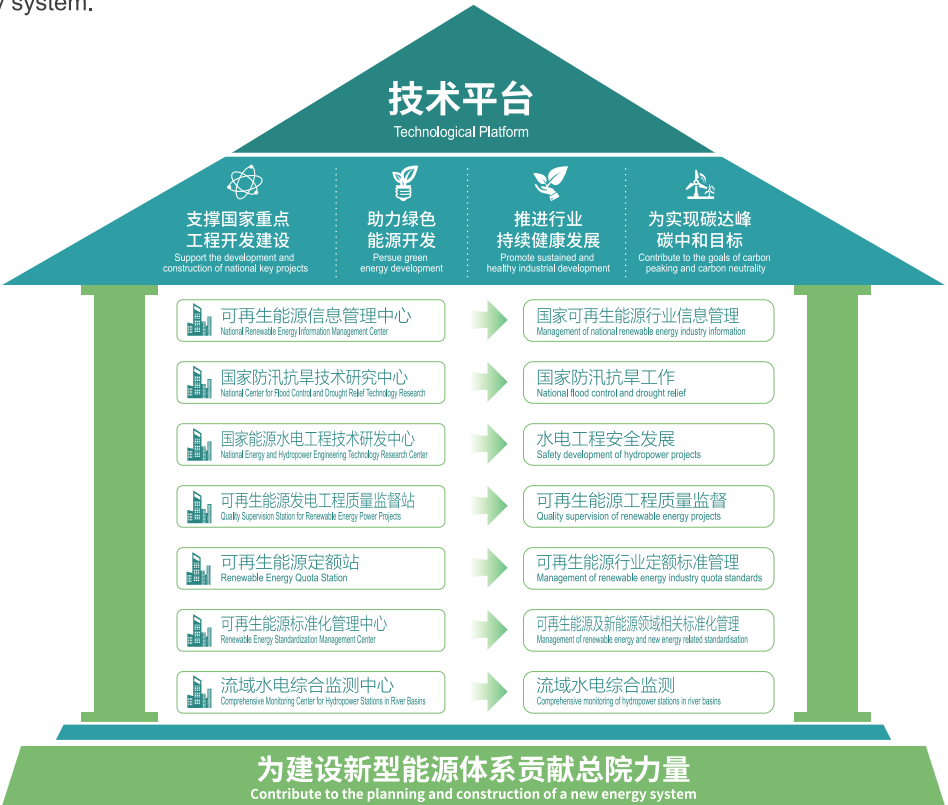 y system.
技术平台
Technological Platform
支撑国家重点
工程开发建设
Support the development and
construction of national key projects
助力绿色
能源开发
Persue green
energy development
推进行业
持续健康发展
Promote sustained and
healthy industrial development
为实现碳达峰
碳中和目标
Contribute to the goals of carbon
peaking and carbon neutrality
可再生能源信息管理中心
National Renewable Energy Information Management Center
国家可再生能源行业信息管理
Management of national renewable energy industry information
国家防汛抗旱技术研究中心
National Center for Flood Control and Drought Relief Technology Research
国家防汛抗旱工作
National flood control and drought relief
国家能源水电工程技术研发中心
National Energy and Hydropower Engineering Technology Research Center
水电工程安全发展
Safety development of hydropower projects
可再生能源发电工程质量监督站
Quality Supervision Station for Renewable Energy Power Projects
可再生能源工程质量监督
Quality supervision of renewable energy projects
可再生能源定额站
Renewable Energy Quota Station
可再生能源行业定额标准管理
Management of renewable energy industry quota standards
可再生能源标准化管理中心
Renewable Energy Standardization Management Center
可再生能源及新能源领域相关标准化管理
Management of renewable energy and new energy related standardisation
流域水电综合监测中心
Comprehensive Monitoring Center for Hydropower Stations in River Basins
流域水电综合监测
Comprehensive monitoring of hydropower stations in river basins
为建设新型能源体系贡献总院力量
Contribute to the planning and construction of a new energy system